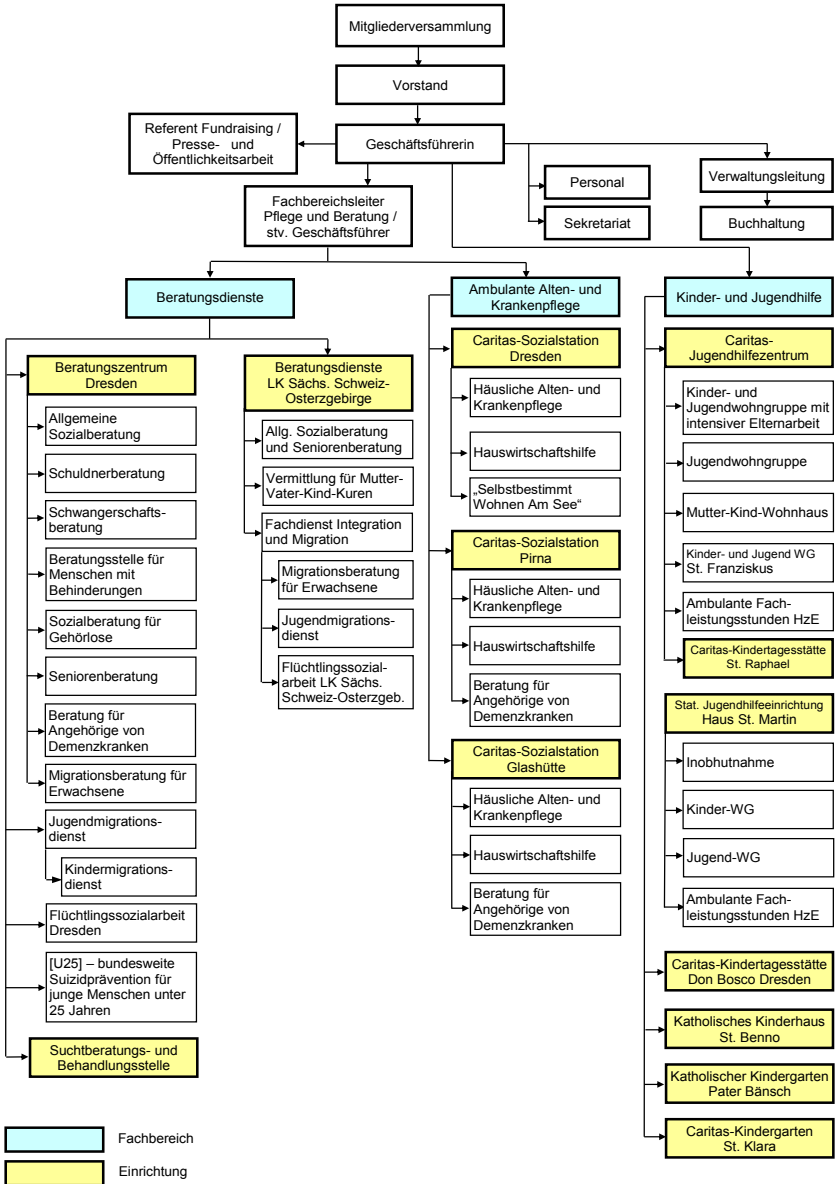 Mitgliederversammlung
Vorstand
Referent Fundraising /
Presse- und
Öffentlichkeitsarbeit
Geschäftsführerin
Personal
Sekretariat
Verwaltungsleitung
Buchhaltung
Fachbereichsleiter
Pflege und Beratung /
stv. Geschäftsführer
Beratungsdienste
Ambulante Alten- und
Krankenpflege
Kinder- und Jugendhilfe
Beratungszentrum
Dresden
Allgemeine
Sozialberatung
Schuldnerberatung
Schwangerschafts-
beratung
Beratungsstelle für
Menschen mit
Behinderungen
Sozialberatung für
Gehörlose
Seniorenberatung
Beratung für
Angehörige von
Demenzkranken
Migrationsberatung für
Erwachsene
Jugendmigrations-
dienst
Kindermigrations-
dienst
Flüchtlingssozialarbeit
Dresden
[U25] – bundesweite
Suizidprävention für
junge Menschen unter
25 Jahren
Suchtberatungs- und
Behandlungsstelle
Beratungsdienste
LK Sächs. Schweiz-
Osterzgebirge
Allg. Sozialberatung
und Seniorenberatung
Vermittlung für Mutter-
Vater-Kind-Kuren
Fachdienst Integration
und Migration
Migrationsberatung
für Erwachsene
Jugendmigrations-
dienst
Flüchtlingssozial-
arbeit LK Sächs.
Schweiz-Osterzgeb.
Caritas-Sozialstation
Dresden
Häusliche Alten- und
Krankenpflege
Hauswirtschaftshilfe
„Selbstbestimmt
Wohnen Am See“
Caritas-Sozialstation
Pirna
Häusliche Alten- und
Krankenpflege
Hauswirtschaftshilfe
Beratung für
Angehörige von
Demenzkranken
Caritas-Sozialstation
Glashütte
Häusliche Alten- und
Krankenpflege
Hauswirtschaftshilfe
Beratung für
Angehörige von
Demenzkranken
Caritas-
Jugendhilfezentrum
Kinder- und
Jugendwohngruppe mit
intensiver Elternarbeit
Jugendwohngruppe
Mutter-Kind-Wohnhaus
Kinder- und Jugend WG
St. Franziskus
Ambulante Fach-
leistungsstunden HzE
Caritas-Kindertagesstätte
St. Raphael
Stat. Jugendhilfeeinrichtung
Haus St. Martin
Inobhutnahme
Kinder-WG
Jugend-WG
Ambulante Fach-
leistungsstunden HzE
Caritas-Kindertagesstätte
Don Bosco Dresden
Katholisches Kinderhaus
St. Benno
Katholischer Kindergarten
Pater Bänsch
Caritas-Kindergarten
St. Klara
Fachbereich
Einrichtung